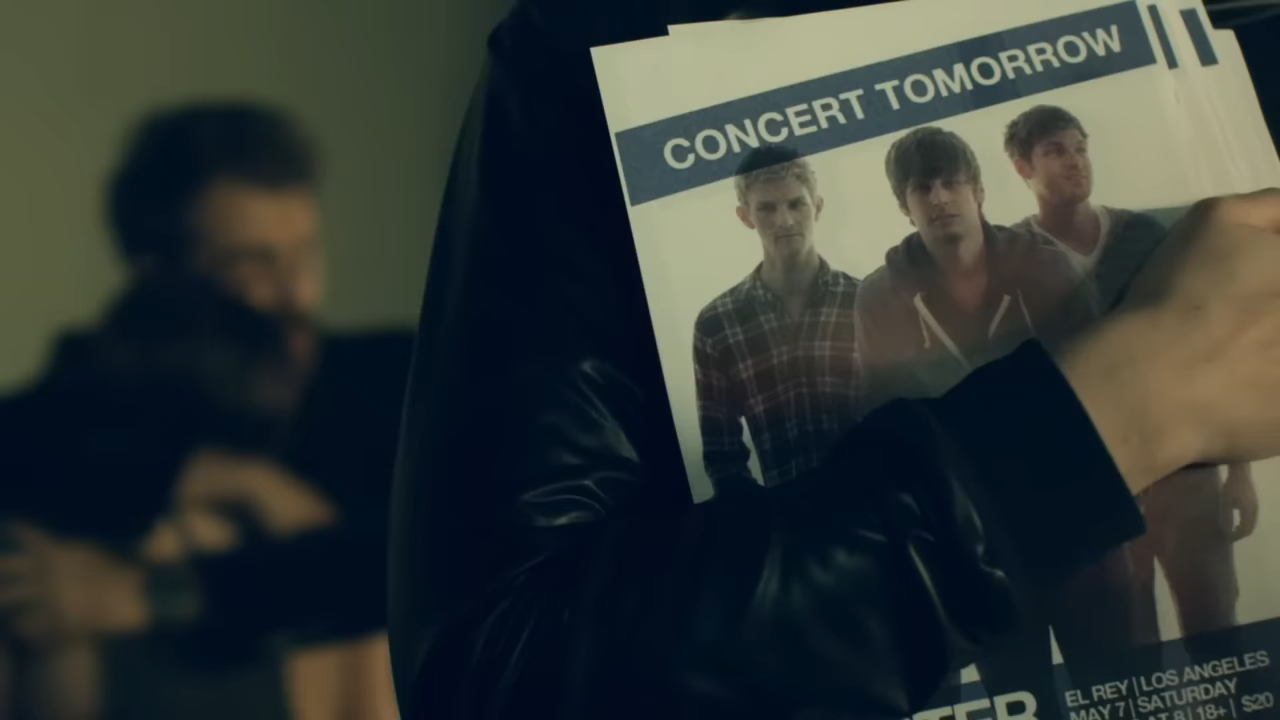 CONCERT TOMORROW
EL REY | LOS ANGELES
MAY 7 | SATURDAY
18+ | $20